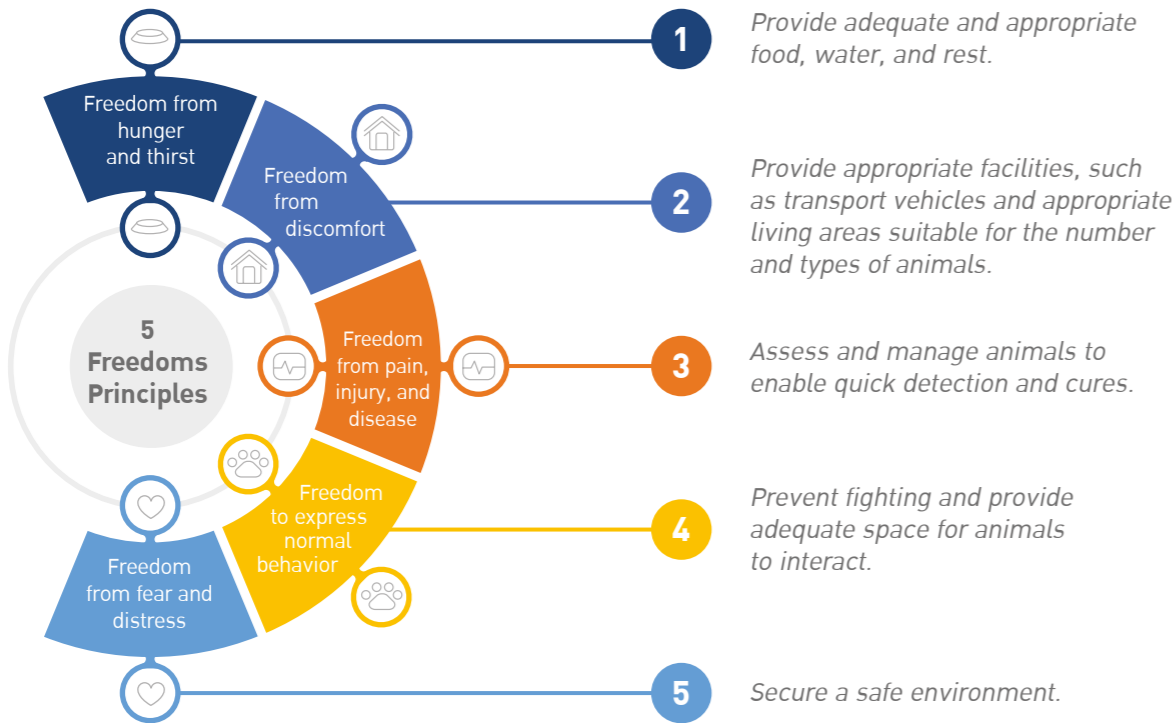 5
Freedoms
Principles
Freedom from
hunger
and thirst
1
Provide adequate and appropriate
food, water, and rest.
Freedom
from
discomfort
2
Provide appropriate facilities, such
as transport vehicles and appropriate
living areas suitable for the number
and types of animals.
Freedom
from pain,
injury, and
disease
3
Assess and manage animals to
enable quick detection and cures.
Freedom
to express
normal
behavior
4
Prevent fighting and provide
adequate space for animals
to interact.
Freedom
from fear and
distress
5
Secure a safe environment.